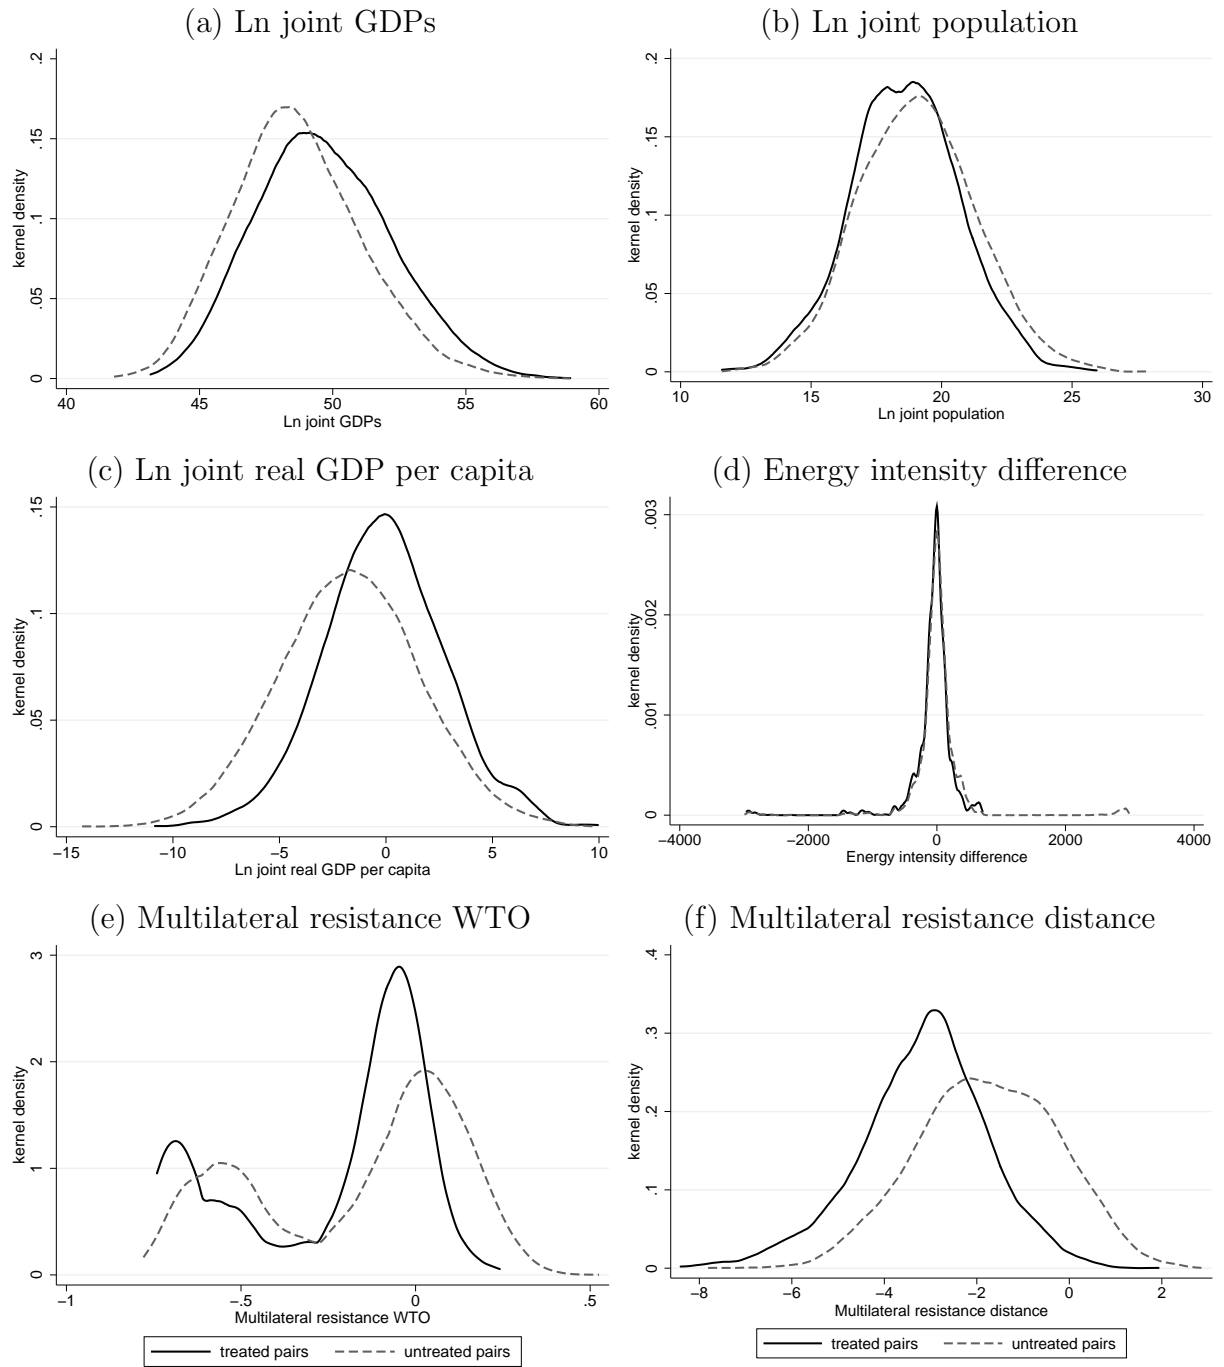 (a) Ln joint GDPs
kernel density
0 .05 .1 .15 .2
40 45 50 55 60
Ln joint GDPs
(b) Ln joint population
kernel density
0 .05 .1 .15 .2
10 15 20 25 30
Ln joint population
(c) Ln joint real GDP per capita
kernel density
0 .05 .1 .15
−15 −10 −5 0 5 10
Ln joint real GDP per capita
(d) Energy intensity difference
kernel density
0 .001 .002 .003
−4000 −2000 0 2000 4000
Energy intensity difference
(e) Multilateral resistance WTO
kernel density
0 1 2 3
−1 −.5 0 .5
Multilateral resistance WTO
treated pairs untreated pairs
(f) Multilateral resistance distance
kernel density
0 .1 .2 .3 .4
−8 −6 −4 −2 0 2
Multilateral resistance distance
treated pairs untreated pairs